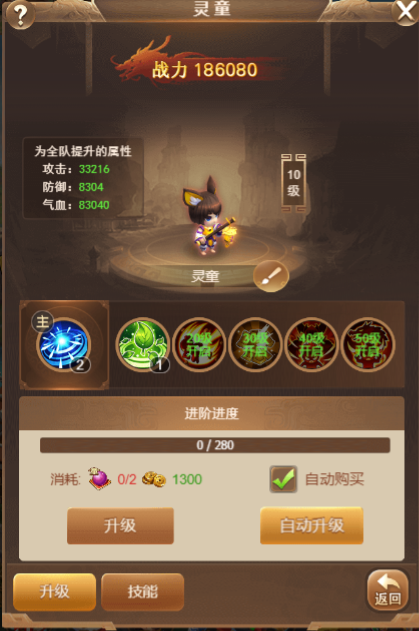 灵童
?
战力 186080
为全队提升的属性
攻击：33216
防御：8304
气血：83040
10级
灵童
主
2
1
20级开启
30级开启
40级开启
50级开启
进阶进度
0 / 280
消耗: 0/2 1300 自动购买
升级 自动升级
升级 技能 返回